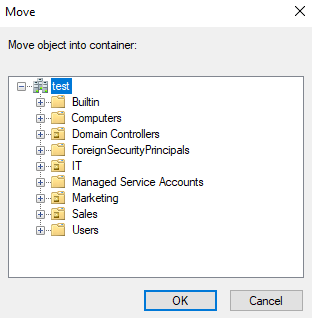 Move
Move object into container:
test
Builtin
Computers
Domain Controllers
ForeignSecurityPrincipals
IT
Managed Service Accounts
Marketing
Sales
Users
OK
Cancel